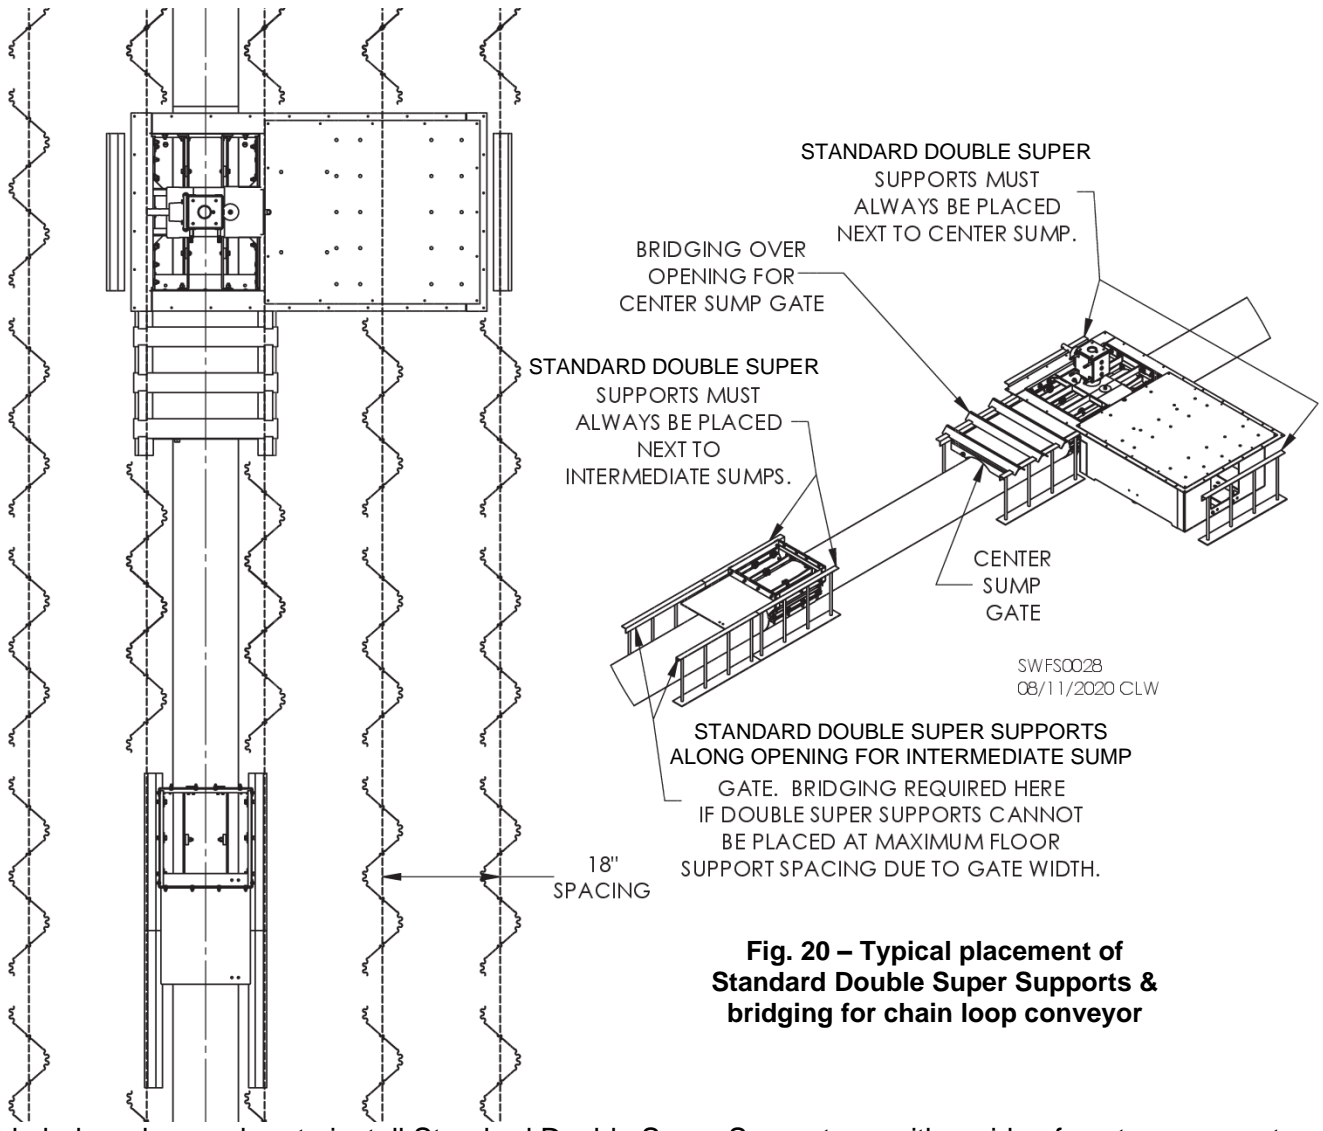 STANDARD DOUBLE SUPER
SUPPORTS MUST
ALWAYS BE PLACED
NEXT TO CENTER SUMP.
BRIDGING OVER
OPENING FOR
CENTER SUMP GATE
STANDARD DOUBLE SUPER
SUPPORTS MUST
ALWAYS BE PLACED
NEXT TO
INTERMEDIATE SUMPS.
CENTER
SUMP
GATE
SWFS0028
08/11/2020 CLW
STANDARD DOUBLE SUPER SUPPORTS
ALONG OPENING FOR INTERMEDIATE SUMP
GATE. BRIDGING REQUIRED HERE
IF DOUBLE SUPER SUPPORTS CANNOT
BE PLACED AT MAXIMUM FLOOR
SUPPORT SPACING DUE TO GATE WIDTH.
18"
SPACING
Fig. 20 – Typical placement of
Standard Double Super Supports &
bridging for chain loop conveyor